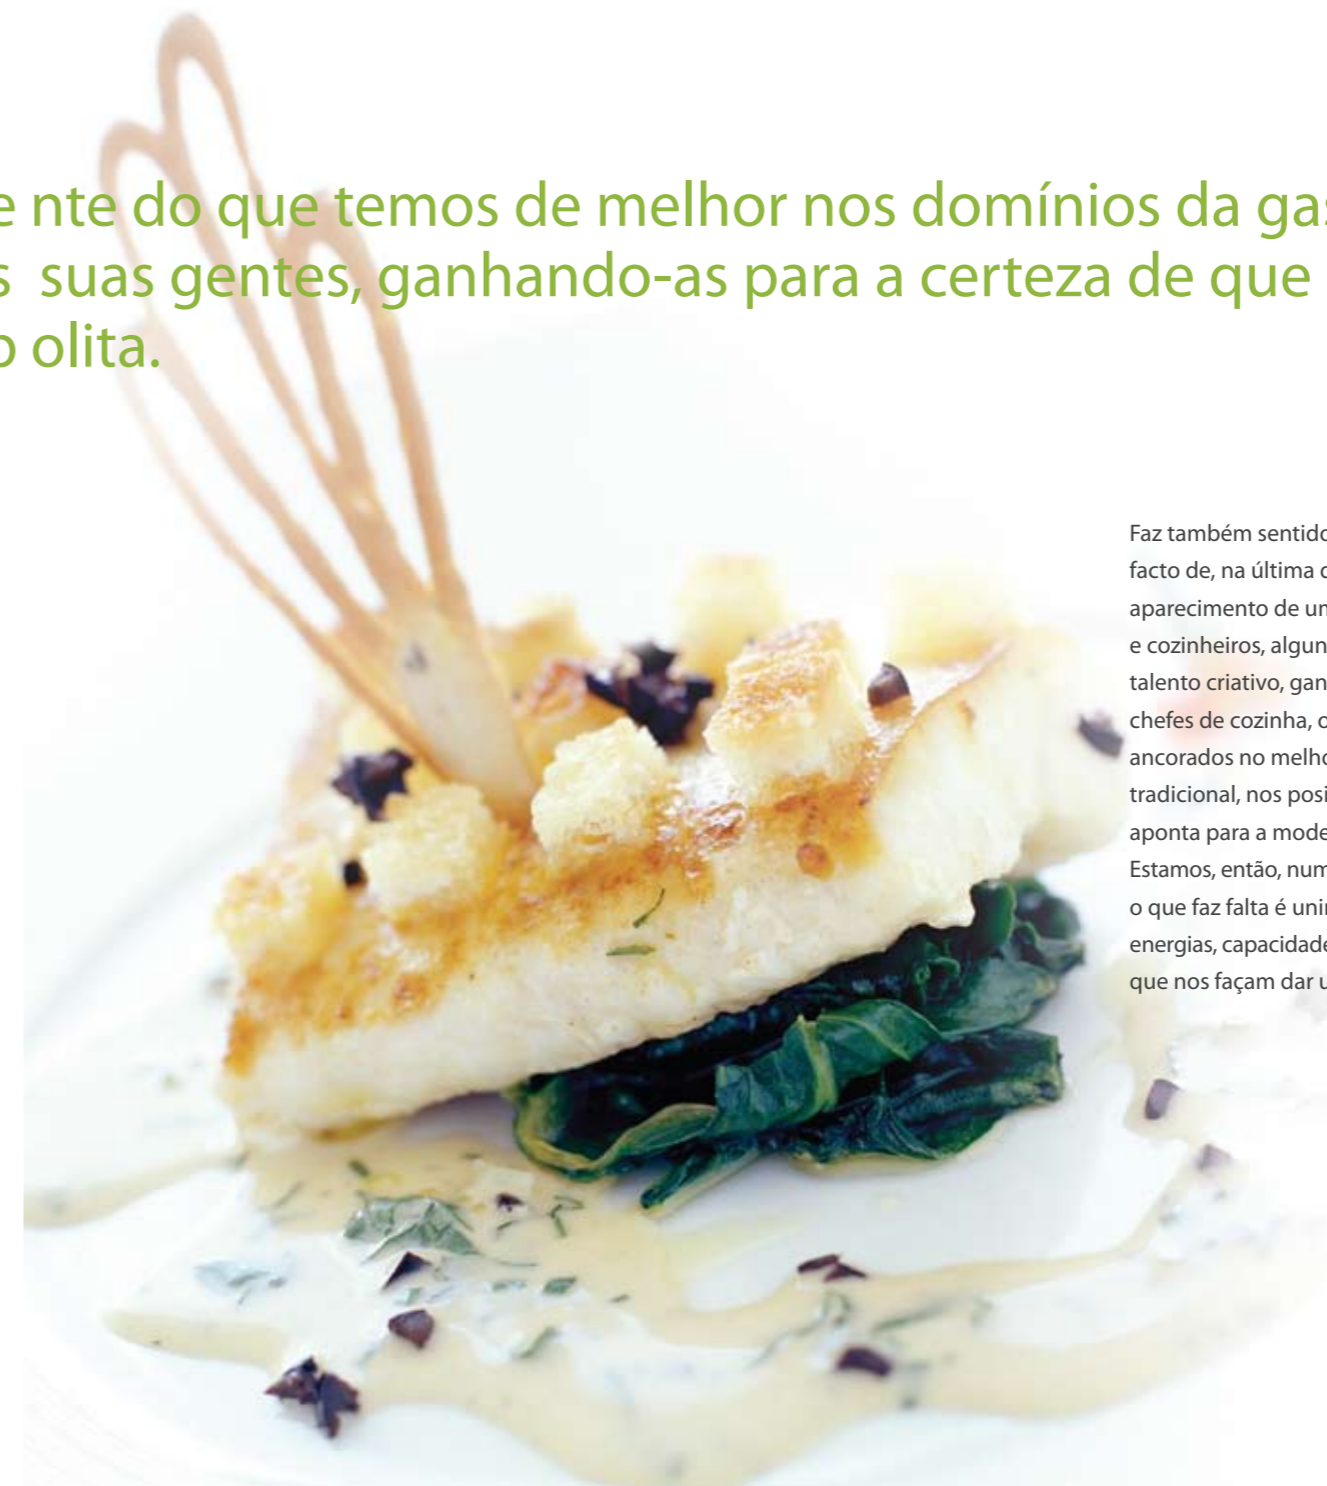 e nte do que temos de melhor nos domínios da gas
s suas gentes, ganhando-as para a certeza de que
o olita.
Faz também sentido
facto de, na última d
aparecimento de um
e cozinheiros, algun
talento criativo, gan
chefes de cozinha, o
ancorados no melho
tradicional, nos posi
aponta para a mode
Estamos, então, num
o que faz falta é unir
energias, capacidade
que nos façam dar u